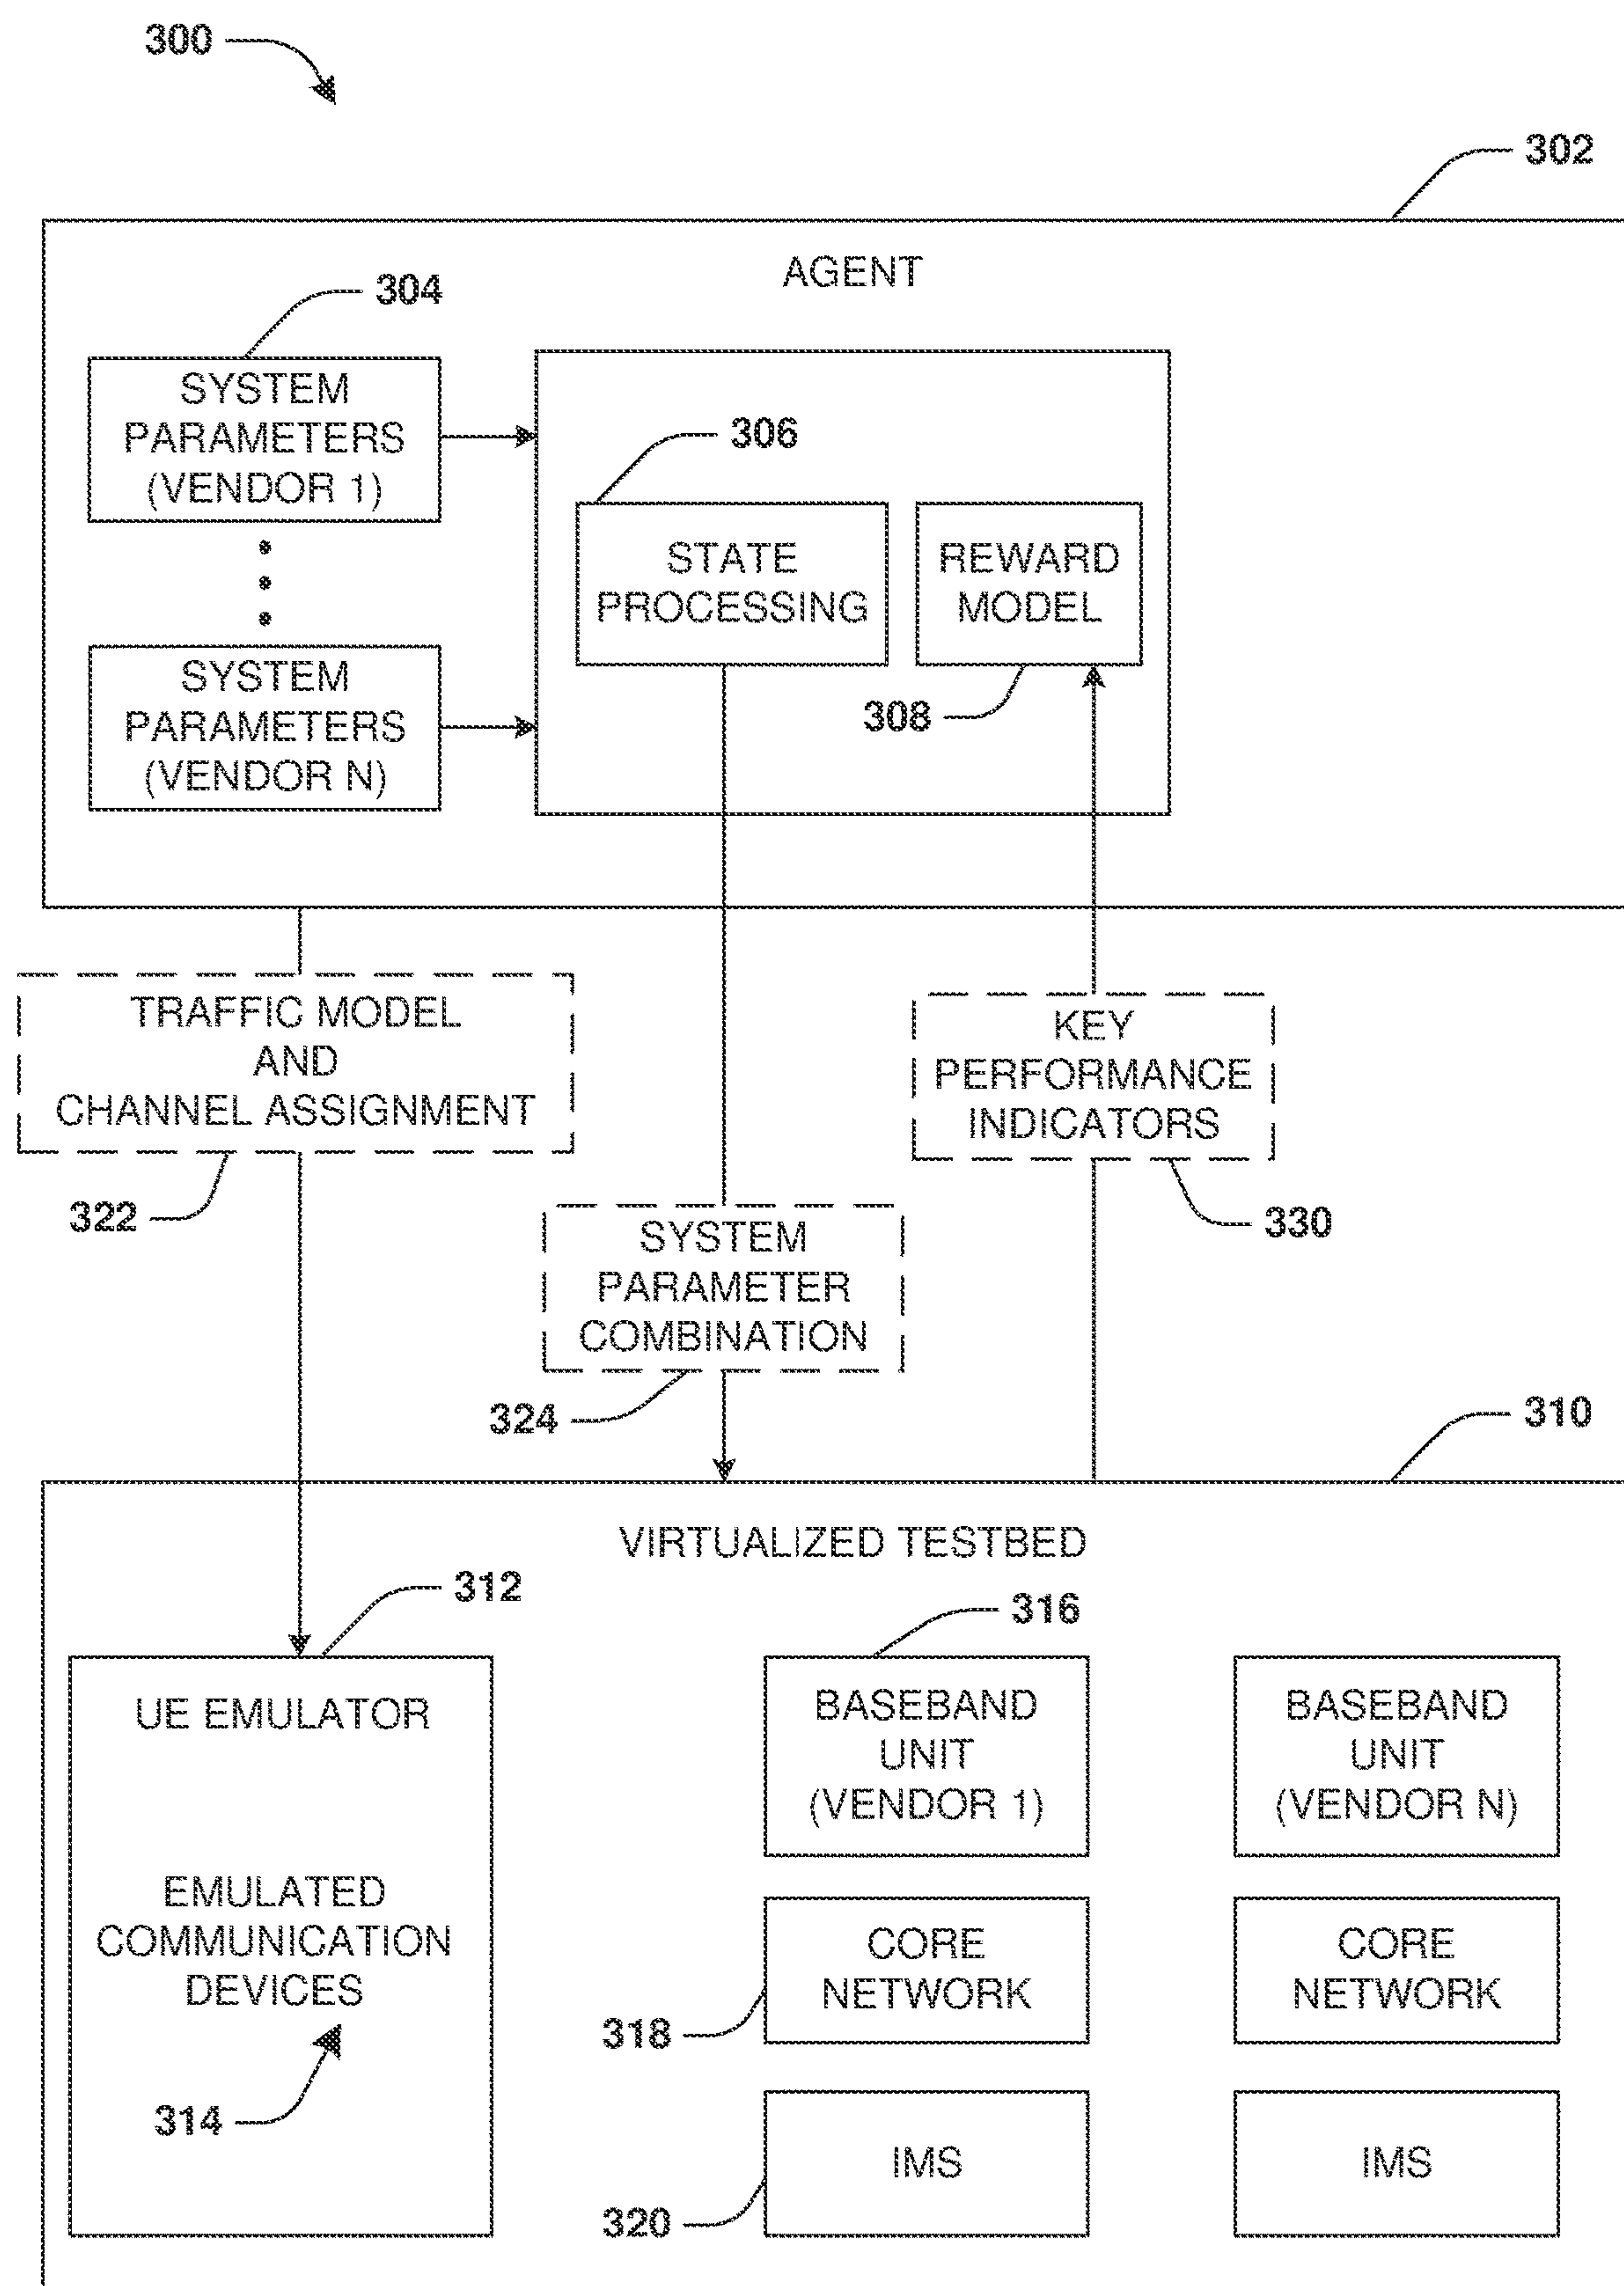 300
302
AGENT
304
SYSTEM
PARAMETERS
(VENDOR 1)
306
STATE
PROCESSING
REWARD
MODEL
308
SYSTEM
PARAMETERS
(VENDOR N)
TRAFFIC MODEL
AND
CHANNEL ASSIGNMENT
322
KEY
PERFORMANCE
INDICATORS
330
SYSTEM
PARAMETER
COMBINATION
324
310
VIRTUALIZED TESTBED
312
UE EMULATOR
EMULATED
COMMUNICATION
DEVICES
314
316
BASEBAND
UNIT
(VENDOR 1)
BASEBAND
UNIT
(VENDOR N)
CORE
NETWORK
318
CORE
NETWORK
IMS
320
IMS